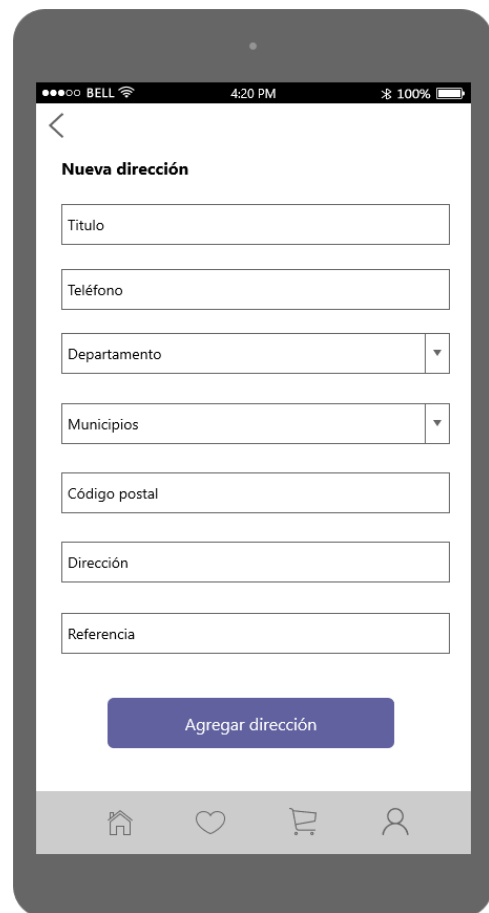 BELL 4:20 PM 100%
Nueva dirección
Titulo
Teléfono
Departamento
Municipios
Código postal
Dirección
Referencia
Agregar dirección